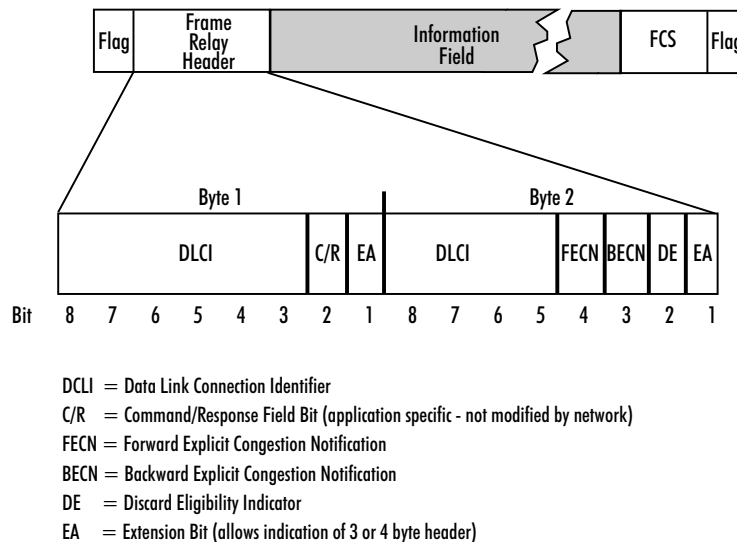 Flag Frame Relay Header Information Field FCS Flag
Byte 1 Byte 2
DLCI C/R EA DLCI FECN BECN DE EA
Bit 8 7 6 5 4 3 2 1 8 7 6 5 4 3 2 1
DCLI = Data Link Connection Identifier
C/R = Command/Response Field Bit (application specific - not modified by network)
FECN = Forward Explicit Congestion Notification
BECN = Backward Explicit Congestion Notification
DE = Discard Eligibility Indicator
EA = Extension Bit (allows indication of 3 or 4 byte header)